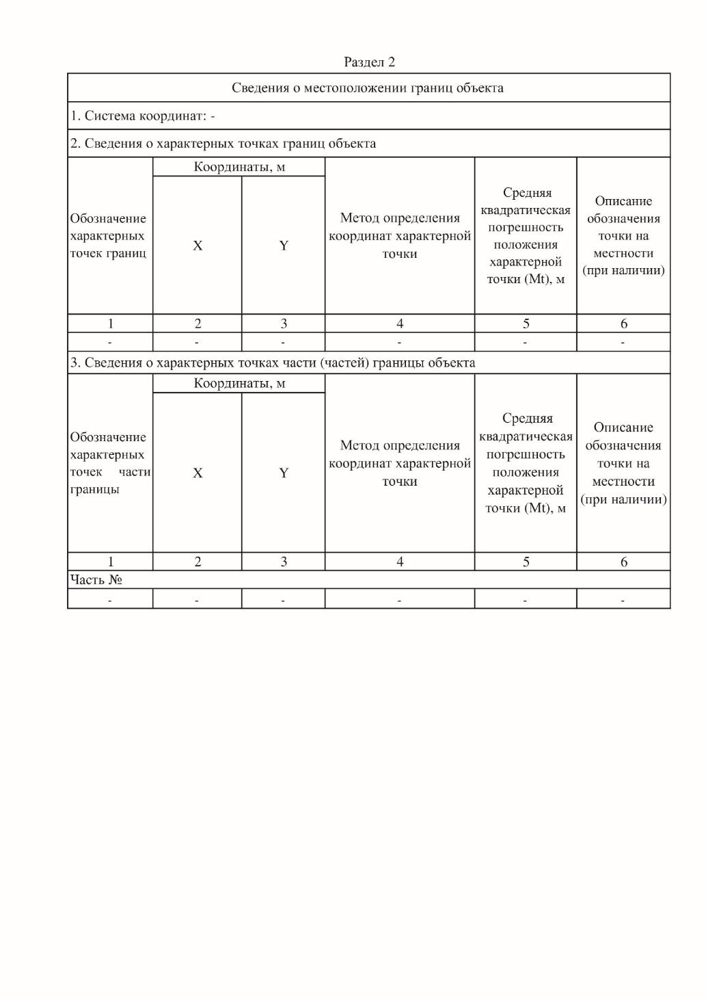 Раздел 2
Сведения о местоположении границ объекта
1. Система координат: -
2. Сведения о характерных точках границ объекта
Обозначение
характерных
точек границ
Координаты, м
X
Y
Метод определения
координат характерной
точки
Средняя
квадратическая
погрешность
положения
характерной
точки (Mt), м
Описание
обозначения
точки на
местности
(при наличии)
1 2 3 4 5 6
- - - - - -
3. Сведения о характерных точках части (частей) границы объекта
Обозначение
характерных
точек части
границы
Координаты, м
X
Y
Метод определения
координат характерной
точки
Средняя
квадратическая
погрешность
положения
характерной
точки (Mt), м
Описание
обозначения
точки на
местности
(при наличии)
1 2 3 4 5 6
Часть №
- - - - - -